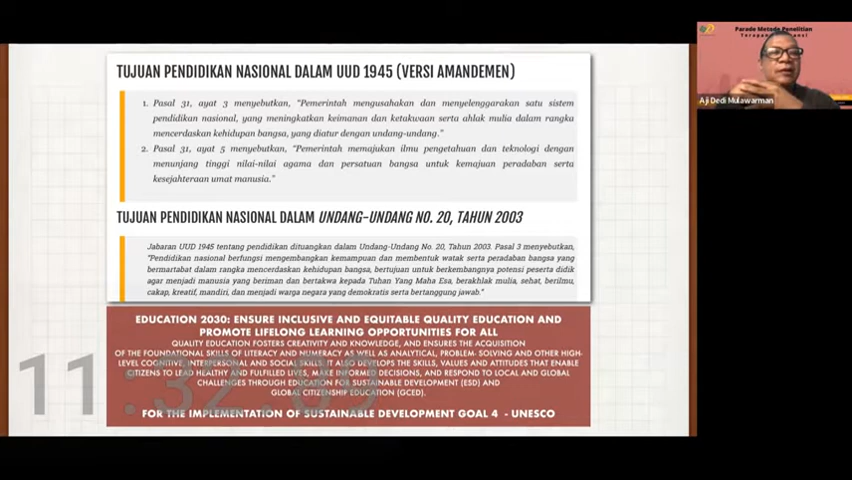 TUJUAN PENDIDIKAN NASIONAL DALAM UUD 1945 (VERSI AMANDEMEN)
1. Pasal 31, ayat 3 menyebutkan, "Pemerintah mengusahakan dan menyelenggarakan satu sistem
pendidikan nasional, yang meningkatkan keimanan dan ketakwaan serta ahlak mulia dalam rangka
mencerdaskan kehidupan bangsa, yang diatur dengan undang-undang."
2. Pasal 31, ayat 5 menyebutkan, "Pemerintah memajukan ilmu pengetahuan dan teknologi dengan
menunjang tinggi nilai-nilai agama dan persatuan bangsa untuk kemajuan peradaban serta
kesejahteraan umat manusia."
TUJUAN PENDIDIKAN NASIONAL DALAM UNDANG-UNDANG NO. 20, TAHUN 2003
Jabaran UUD 1945 tentang pendidikan dituangkan dalam Undang-Undang No. 20, Tahun 2003. Pasal 3 menyebutkan,
"Pendidikan nasional berfungsi mengembangkan kemampuan dan membentuk watak serta peradaban bangsa yang
bermartabat dalam rangka mencerdaskan kehidupan bangsa, bertujuan untuk berkembangnya potensi peserta didik
agar menjadi manusia yang beriman dan bertakwa kepada Tuhan Yang Maha Esa, berakhlak mulia, sehat, berilmu,
cakap, kreatif, mandiri, dan menjadi warga negara yang demokratis serta bertanggung jawab."
EDUCATION 2030: ENSURE INCLUSIVE AND EQUITABLE QUALITY EDUCATION AND
PROMOTE LIFELONG LEARNING OPPORTUNITIES FOR ALL
QUALITY EDUCATION FOSTERS CREATIVITY AND KNOWLEDGE, AND ENSURES THE ACQUISITION
OF THE FOUNDATIONAL SKILLS OF LITERACY AND NUMERACY AS WELL AS ANALYTICAL, PROBLEM- SOLVING AND OTHER HIGH-
LEVEL COGNITIVE, INTERPERSONAL AND SOCIAL SKILLS. IT ALSO DEVELOPS THE SKILLS, VALUES AND ATTITUDES THAT ENABLE
CITIZENS TO LEAD HEALTHY AND FULFILLED LIVES, MAKE INFORMED DECISIONS, AND RESPOND TO LOCAL AND GLOBAL
CHALLENGES THROUGH EDUCATION FOR SUSTAINABLE DEVELOPMENT (ESD) AND
GLOBAL CITIZENSHIP EDUCATION (GCED).
FOR THE IMPLEMENTATION OF SUSTAINABLE DEVELOPMENT GOAL 4 - UNESCO
Parade Metode Penelitian
Aji Dedi Mulawarman